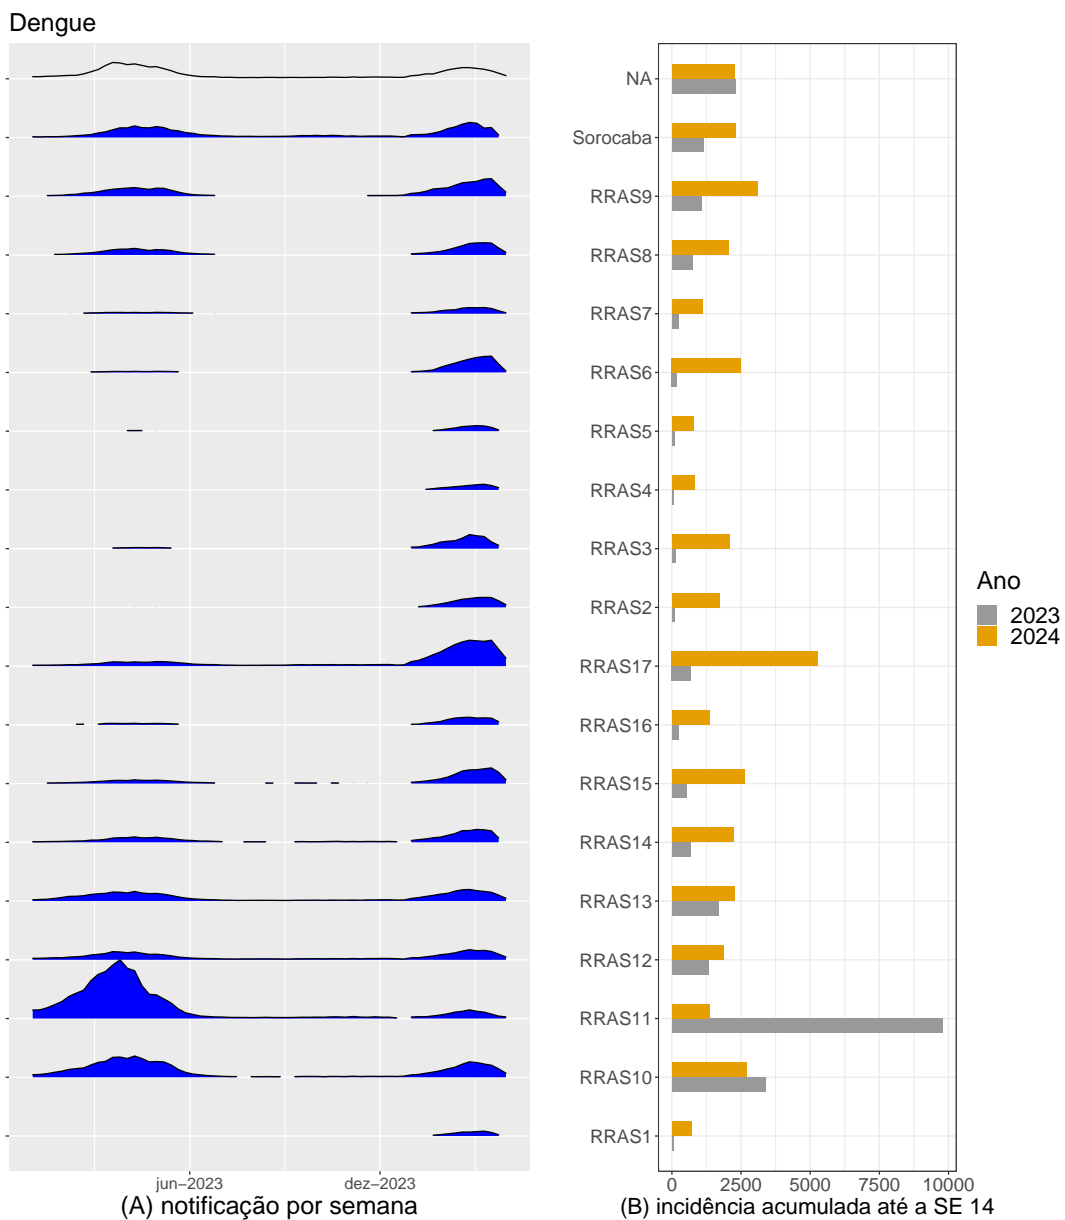 Dengue
NA
Sorocaba
RRAS9
RRAS8
RRAS7
RRAS6
RRAS5
RRAS4
RRAS3
RRAS2
RRAS17
RRAS16
RRAS15
RRAS14
RRAS13
RRAS12
RRAS11
RRAS10
RRAS1
jun−2023 dez−2023
(A) notificação por semana
0 2500 5000 7500 10000
(B) incidência acumulada até a SE 14
Ano
2023
2024